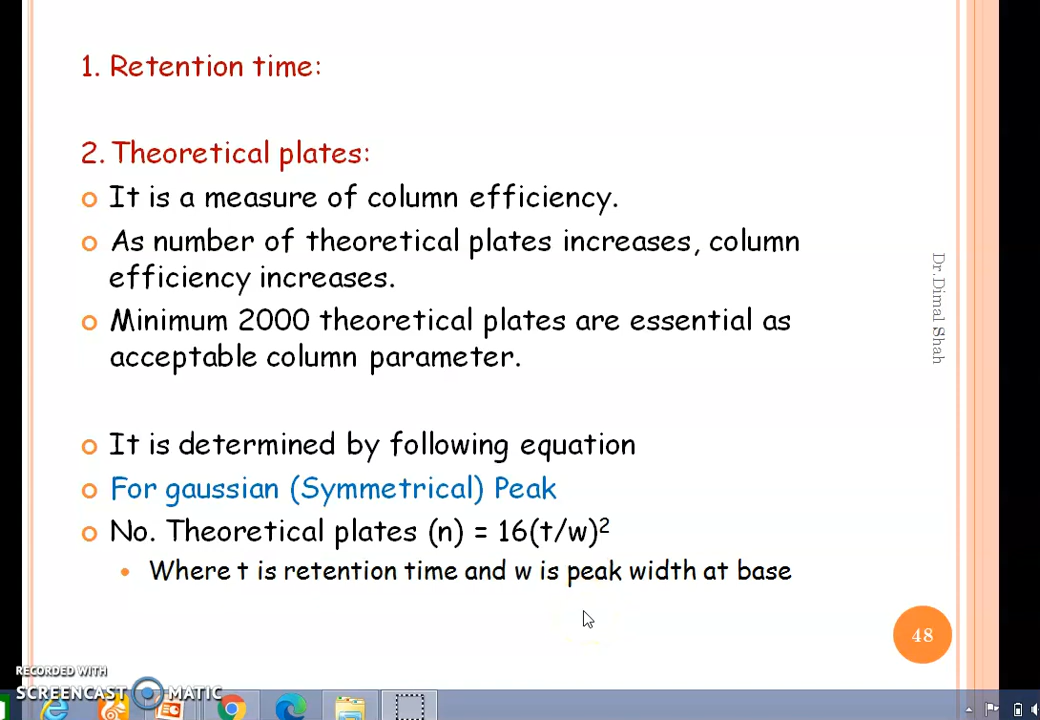 1. Retention time:
2. Theoretical plates:
It is a measure of column efficiency.
As number of theoretical plates increases, column
efficiency increases.
Minimum 2000 theoretical plates are essential as
acceptable column parameter.
It is determined by following equation
For gaussian (Symmetrical) Peak
No. Theoretical plates (n) = 16(t/w)²
Where t is retention time and w is peak width at base
Dr.Dimal Shah
48
RECORDED WITH
SCREENCAST MATIC